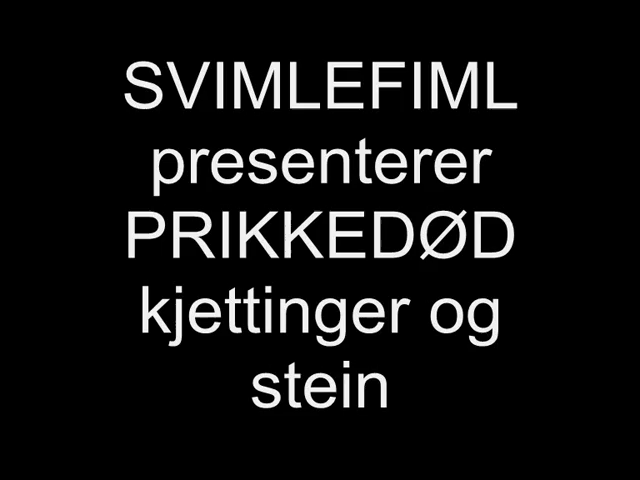 SVIMLEFIML
presenterer
PRIKKEDØD
kjettinger og
stein